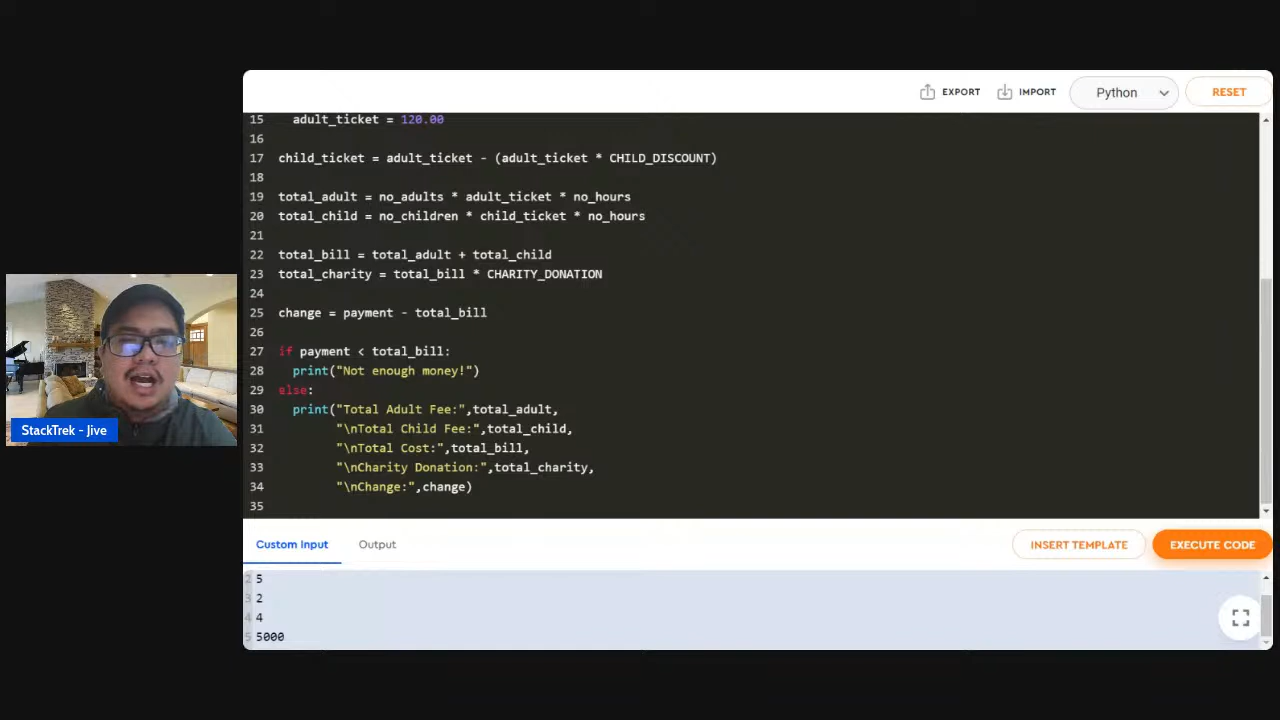 EXPORT
IMPORT
Python
RESET
15 adult_ticket = 120.00
16
17 child_ticket = adult_ticket - (adult_ticket * CHILD_DISCOUNT)
18
19 total_adult = no_adults * adult_ticket * no_hours
20 total_child = no_children * child_ticket * no_hours
21
22 total_bill = total_adult + total_child
23 total_charity = total_bill * CHARITY_DONATION
24
25 change = payment - total_bill
26
27 if payment < total_bill:
28 print("Not enough money!")
29 else:
30 print("Total Adult Fee:",total_adult,
31 "\nTotal Child Fee:",total_child,
32 "\nTotal Cost:",total_bill,
33 "\nCharity Donation:",total_charity,
34 "\nChange:",change)
35
StackTrek - Jive
Custom Input
Output
INSERT TEMPLATE
EXECUTE CODE
2 5
3 2
4 4
5 5000